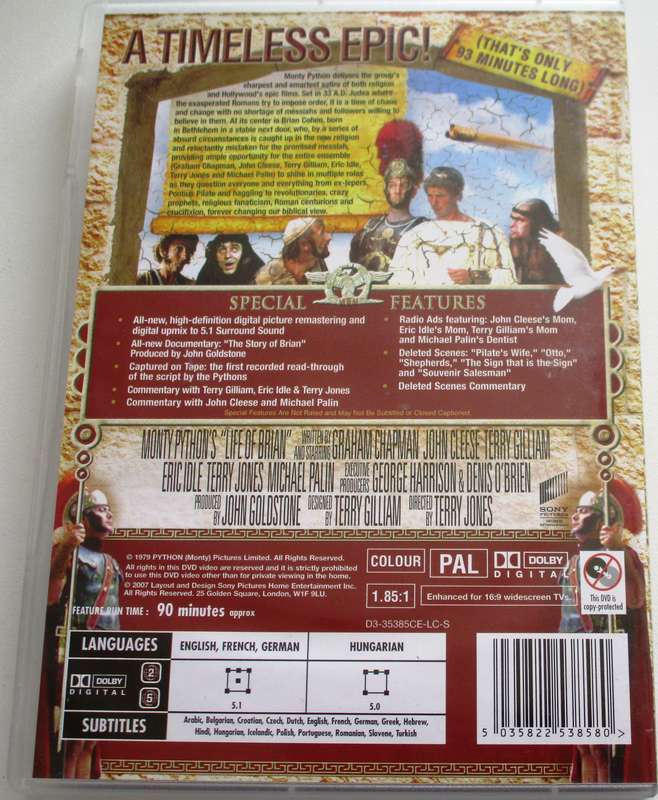 A TIMELESS EPIC!
(THAT'S ONLY
93 MINUTES LONG)
Monty Python delivers the group's
sharpest and smartest satire of both religion
and Hollywood's epic films. Set in 33 A.D. Judea where
the exasperated Romans try to impose order, it is a time of chaos
and change with no shortage of messiahs and followers willing to
believe in them. At its center is Brian Cohen, born
in Bethlehem in a stable next door, who, by a series of
absurd circumstances is caught up in the new religion
and reluctantly mistaken for the promised messiah,
providing ample opportunity for the entire ensemble
(Graham Chapman, John Cleese, Terry Gilliam, Eric Idle,
Terry Jones and Michael Palin) to shine in multiple roles
as they question everyone and everything from ex-lepers,
Pontius Pilate and haggling to revolutionaries, crazy
prophets, religious fanaticism, Roman centurions and
crucifixion, forever changing our biblical view.
SPECIAL FEATURES
• All-new, high-definition digital picture remastering and
digital upmix to 5.1 Surround Sound
• All-new Documentary: "The Story of Brian"
Produced by John Goldstone
• Captured on Tape: the first recorded read-through
of the script by the Pythons
• Commentary with Terry Gilliam, Eric Idle & Terry Jones
• Commentary with John Cleese and Michael Palin
• Radio Ads featuring: John Cleese's Mom,
Eric Idle's Mom, Terry Gilliam's Mom
and Michael Palin's Dentist
• Deleted Scenes: "Pilate's Wife," "Otto,"
"Shepherds," "The Sign that is the Sign"
and "Souvenir Salesman"
• Deleted Scenes Commentary
Special Features Are Not Rated and May Not Be Subtitled or Closed Captioned.
MONTY PYTHON'S "LIFE OF BRIAN" WRITTEN BY AND STARRING GRAHAM CHAPMAN JOHN CLEESE TERRY GILLIAM
ERIC IDLE TERRY JONES MICHAEL PALIN EXECUTIVE PRODUCERS GEORGE HARRISON & DENIS O'BRIEN
PRODUCED BY JOHN GOLDSTONE DESIGNED BY TERRY GILLIAM DIRECTED BY TERRY JONES
SONY
PICTURES
© 1979 PYTHON (Monty) Pictures Limited. All Rights Reserved.
All rights in this DVD video are reserved and it is strictly prohibited
to use this DVD video other than for private viewing in the home.
© 2007 Layout and Design Sony Pictures Home Entertainment Inc.
All Rights Reserved. 25 Golden Square, London, W1F 9LU.
FEATURE RUN TIME : 90 minutes approx
COLOUR PAL DOLBY
DIGITAL
1.85:1 Enhanced for 16:9 widescreen TVs.
This DVD is
copy-protected
D3-35385CE-LC-S
LANGUAGES ENGLISH, FRENCH, GERMAN HUNGARIAN
DOLBY
DIGITAL
2
5
5.1 5.0
SUBTITLES
Arabic, Bulgarian, Croatian, Czech, Dutch, English, French, German, Greek, Hebrew,
Hindi, Hungarian, Icelandic, Polish, Portuguese, Romanian, Slovene, Turkish
5 035822 538580 >